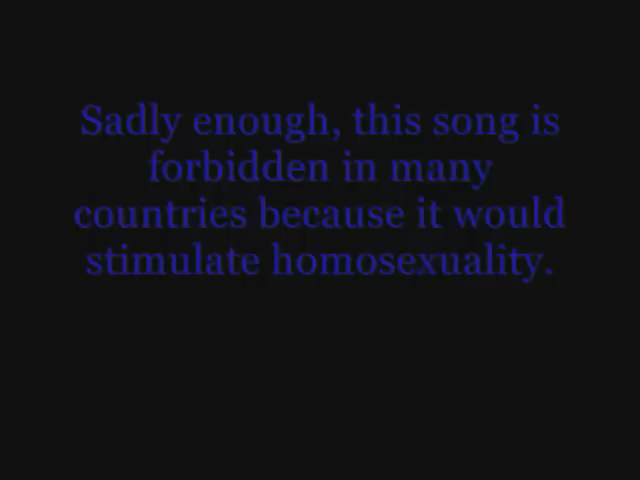 Sadly enough, this song is
forbidden in many
countries because it would
stimulate homosexuality.